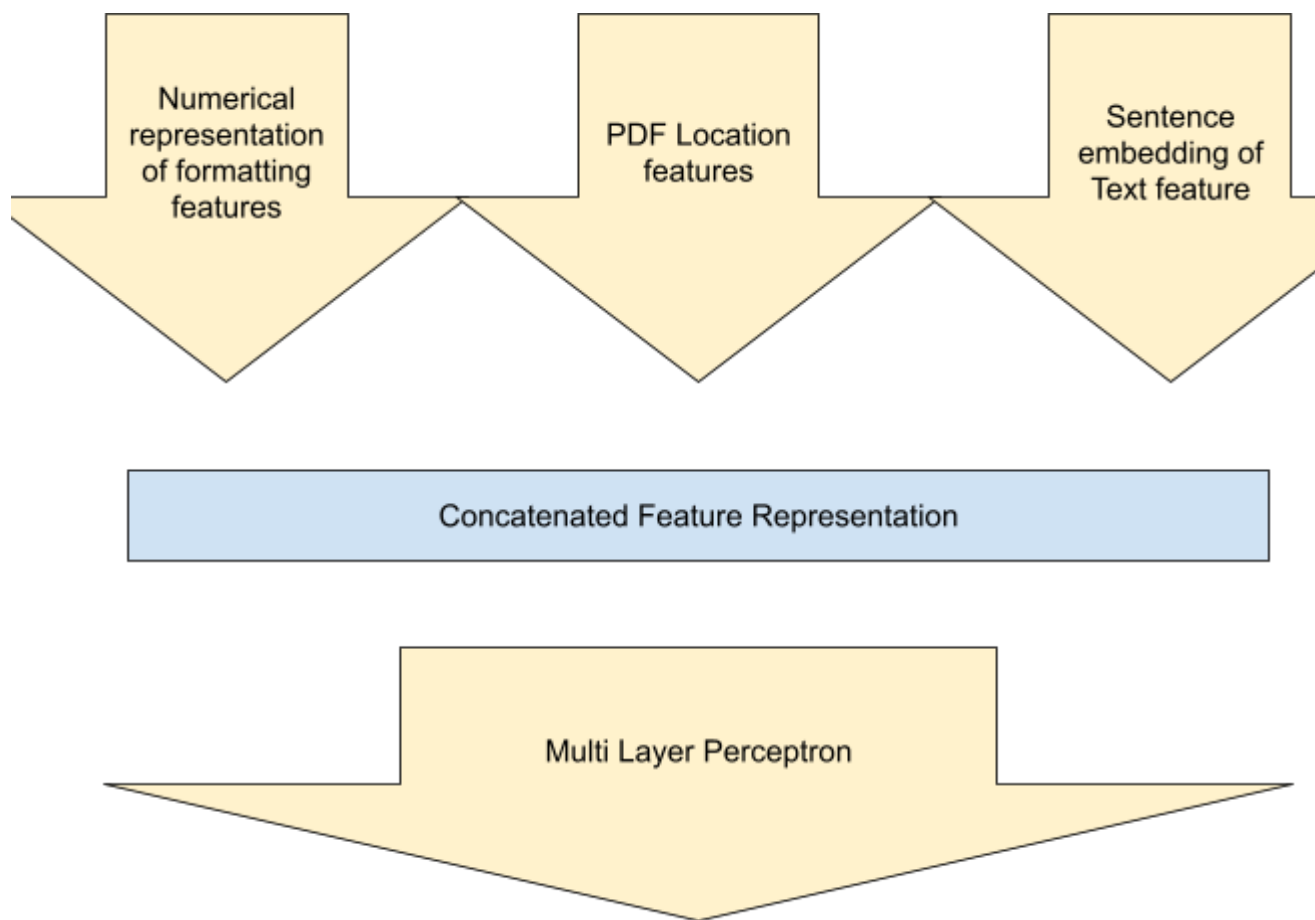 Numerical
representation
of formatting
features
PDF Location
features
Sentence
embedding of
Text feature
Concatenated Feature Representation
Multi Layer Perceptron